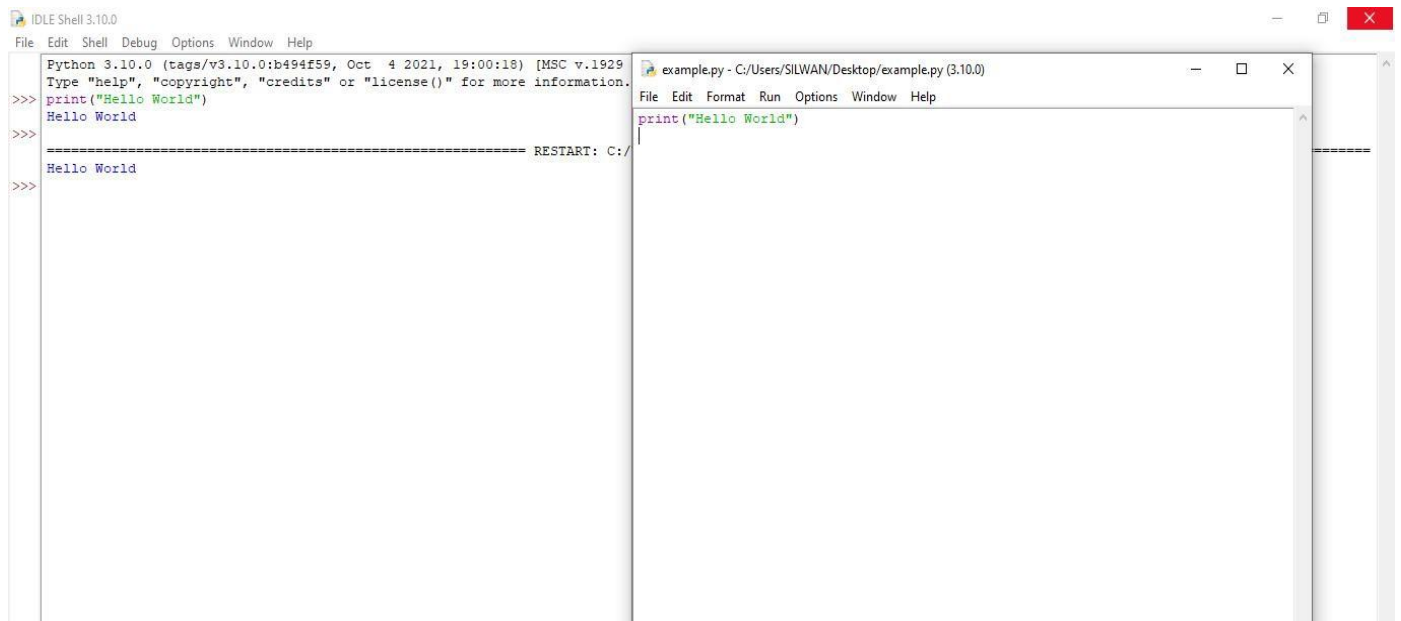 IDLE Shell 3.10.0
File Edit Shell Debug Options Window Help
Python 3.10.0 (tags/v3.10.0:b494f59, Oct  4 2021, 19:00:18) [MSC v.1929
Type "help", "copyright", "credits" or "license()" for more information.
>>> print("Hello World")
Hello World
>>>
=========================================================== RESTART: C:/
Hello World
>>>
example.py - C:/Users/SILWAN/Desktop/example.py (3.10.0)
File Edit Format Run Options Window Help
print("Hello World")
=======